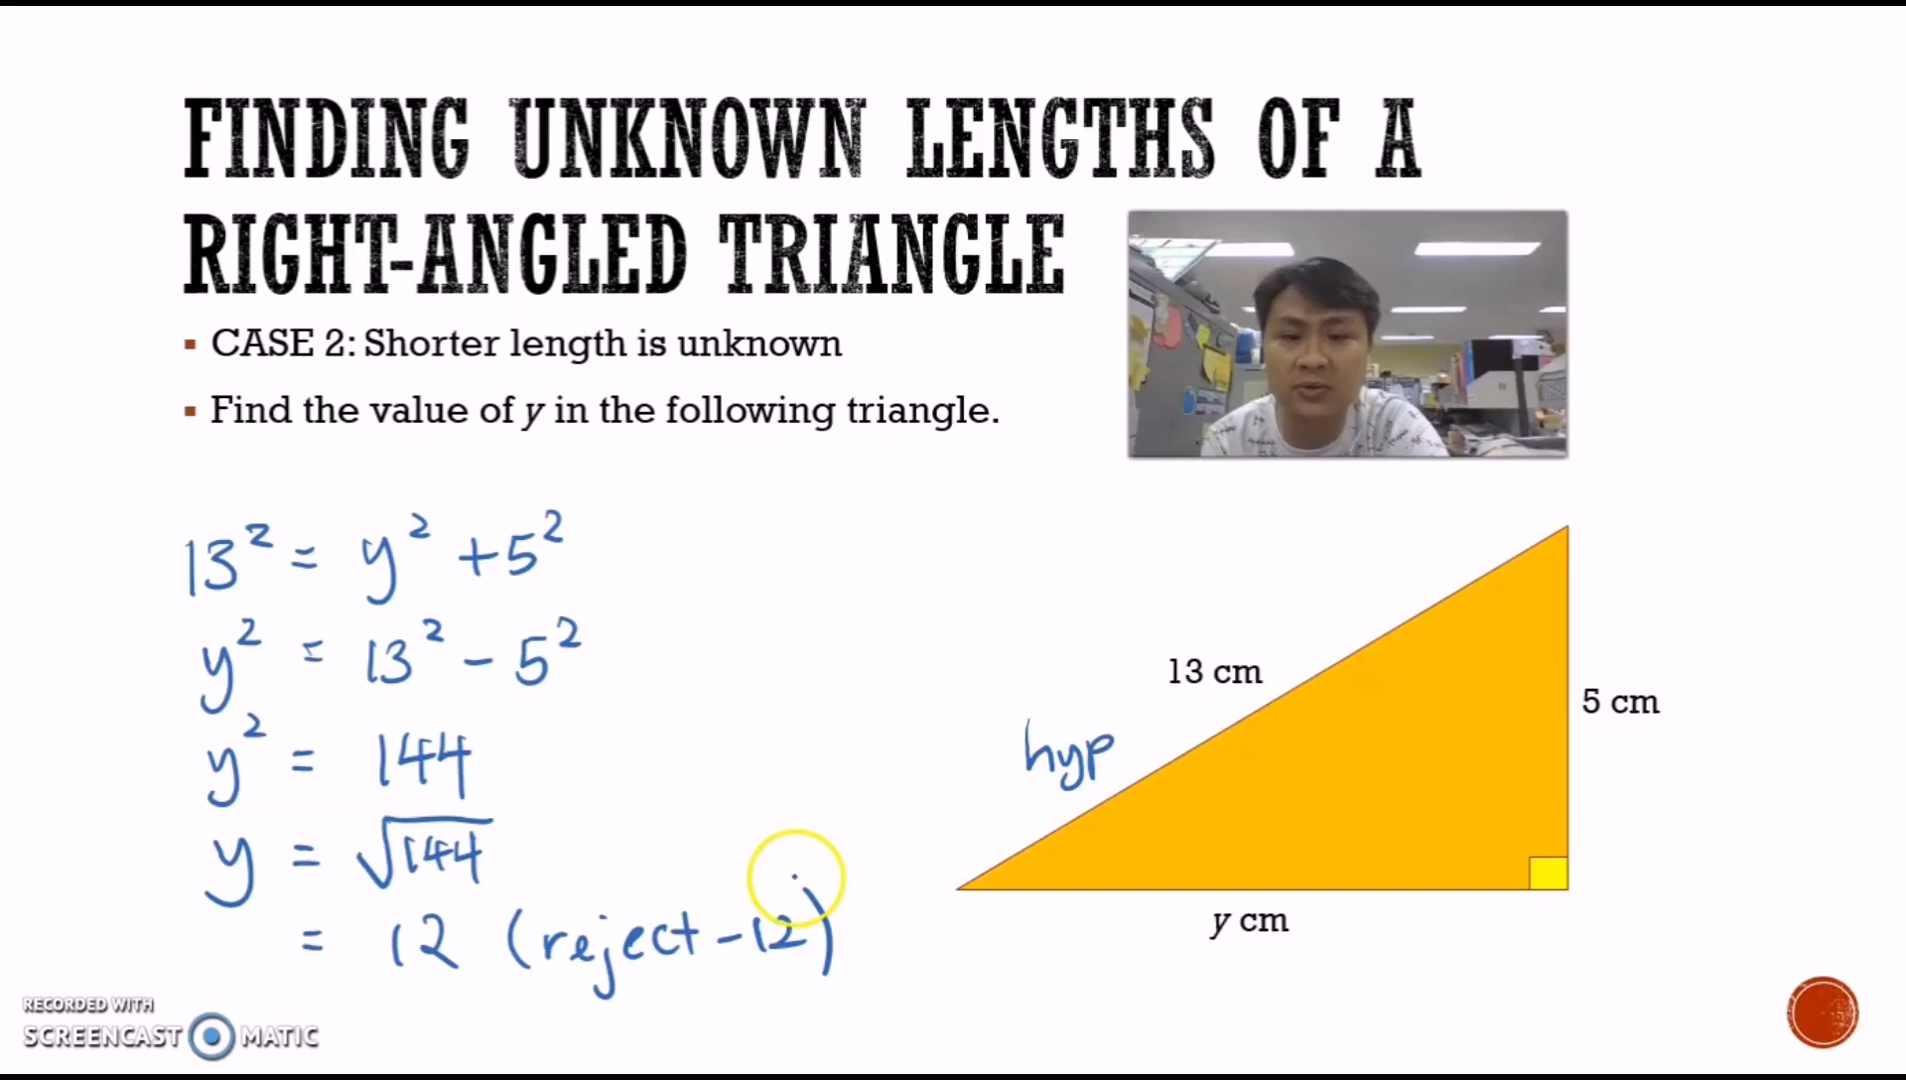 FINDING UNKNOWN LENGTHS OF A
RIGHT-ANGLED TRIANGLE
CASE 2: Shorter length is unknown
Find the value of y in the following triangle.
13² = y² + 5²
y² = 13² - 5²
y² = 144
y = √144
= 12 (reject -12)
13 cm
5 cm
hyp
y cm
RECORDED WITH
SCREENCAST MATIC